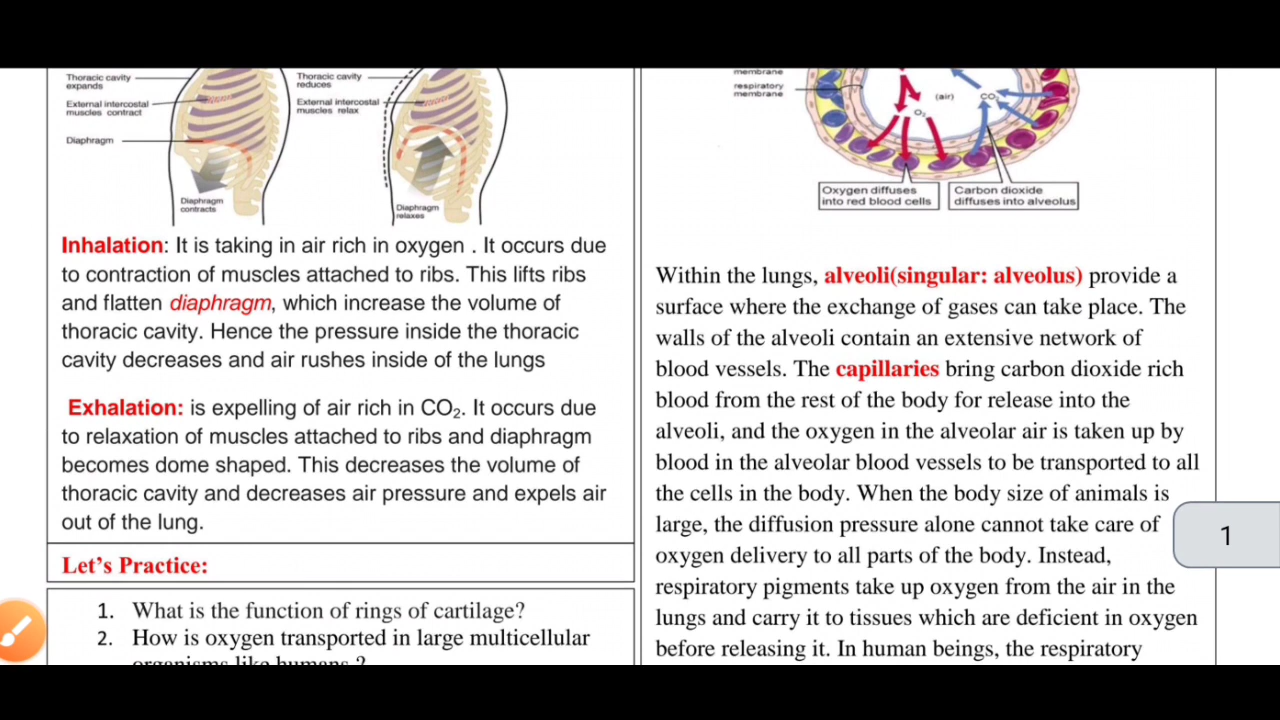 Thoracic cavity
expands
External intercostal
muscles contract
Diaphragm
Diaphragm
contracts
Thoracic cavity
reduces
External intercostal
muscles relax
Diaphragm
relaxes
Inhalation: It is taking in air rich in oxygen . It occurs due
to contraction of muscles attached to ribs. This lifts ribs
and flatten diaphragm, which increase the volume of
thoracic cavity. Hence the pressure inside the thoracic
cavity decreases and air rushes inside of the lungs
Exhalation: is expelling of air rich in CO₂. It occurs due
to relaxation of muscles attached to ribs and diaphragm
becomes dome shaped. This decreases the volume of
thoracic cavity and decreases air pressure and expels air
out of the lung.
Let's Practice:
1. What is the function of rings of cartilage?
2. How is oxygen transported in large multicellular
organisms like humans ?
membrane
respiratory
membrane
(air)
O₂
CO₂
Oxygen diffuses
into red blood cells
Carbon dioxide
diffuses into alveolus
Within the lungs, alveoli(singular: alveolus) provide a
surface where the exchange of gases can take place. The
walls of the alveoli contain an extensive network of
blood vessels. The capillaries bring carbon dioxide rich
blood from the rest of the body for release into the
alveoli, and the oxygen in the alveolar air is taken up by
blood in the alveolar blood vessels to be transported to all
the cells in the body. When the body size of animals is
large, the diffusion pressure alone cannot take care of
oxygen delivery to all parts of the body. Instead,
respiratory pigments take up oxygen from the air in the
lungs and carry it to tissues which are deficient in oxygen
before releasing it. In human beings, the respiratory
1